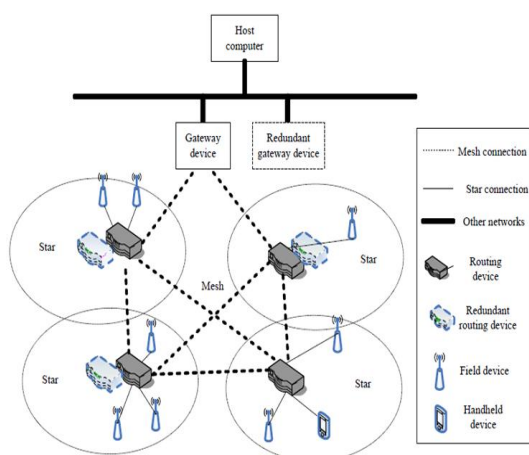 Host
computer
Gateway
device
Redundant
gateway device
Star
Star
Mesh
Star
Star
Mesh connection
Star connection
Other networks
Routing
device
Redundant
routing device
Field device
Handheld
device